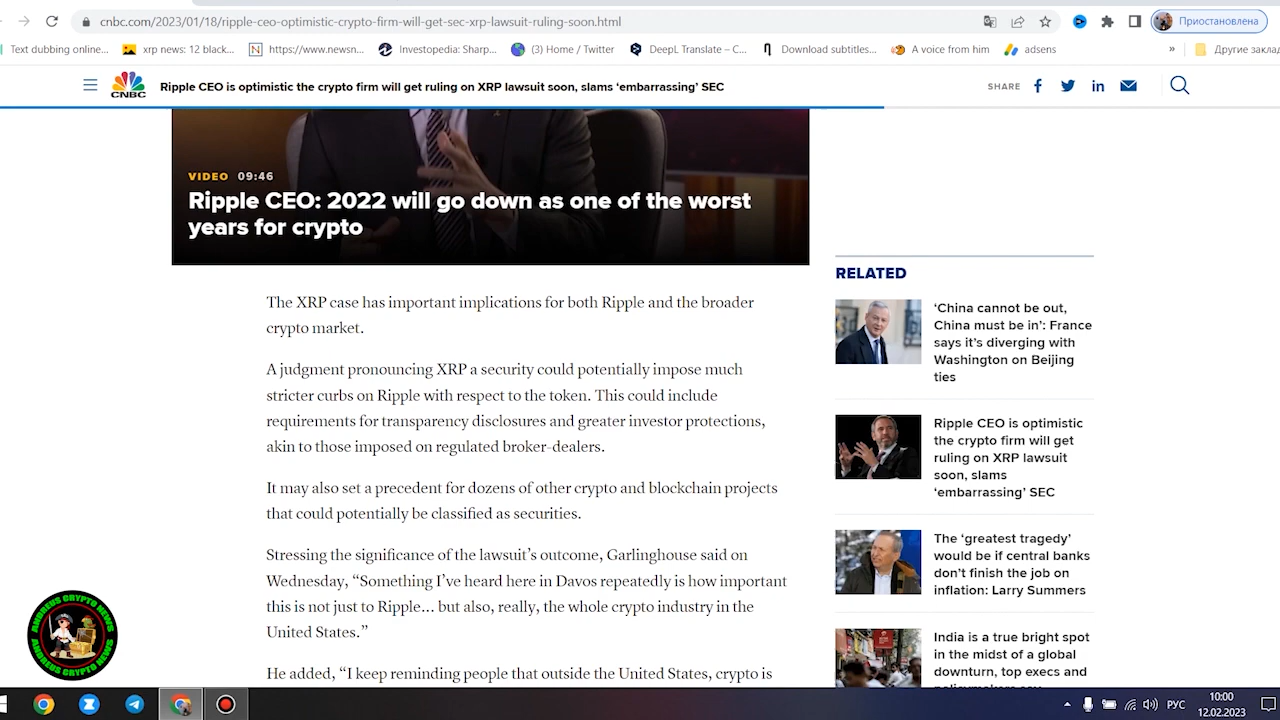 cnbc.com/2023/01/18/ripple-ceo-optimistic-crypto-firm-will-get-sec-xrp-lawsuit-ruling-soon.html
Приостановлена
Text dubbing online...
xrp news: 12 black...
https://www.newsn...
Investopedia: Sharp...
(3) Home / Twitter
DeepL Translate – C...
Download subtitles...
A voice from him
adsens
»
Другие заклад
CNBC
Ripple CEO is optimistic the crypto firm will get ruling on XRP lawsuit soon, slams ‘embarrassing’ SEC
SHARE
VIDEO 09:46
Ripple CEO: 2022 will go down as one of the worst
years for crypto
The XRP case has important implications for both Ripple and the broader
crypto market.
A judgment pronouncing XRP a security could potentially impose much
stricter curbs on Ripple with respect to the token. This could include
requirements for transparency disclosures and greater investor protections,
akin to those imposed on regulated broker-dealers.
It may also set a precedent for dozens of other crypto and blockchain projects
that could potentially be classified as securities.
Stressing the significance of the lawsuit’s outcome, Garlinghouse said on
Wednesday, “Something I’ve heard here in Davos repeatedly is how important
this is not just to Ripple... but also, really, the whole crypto industry in the
United States.”
He added, “I keep reminding people that outside the United States, crypto is
RELATED
‘China cannot be out,
China must be in’: France
says it’s diverging with
Washington on Beijing
ties
Ripple CEO is optimistic
the crypto firm will get
ruling on XRP lawsuit
soon, slams
‘embarrassing’ SEC
The ‘greatest tragedy’
would be if central banks
don’t finish the job on
inflation: Larry Summers
India is a true bright spot
in the midst of a global
downturn, top execs and
policymakers say
ANDREUS CRYPTO NEWS
ANDREUS CRYPTO NEWS
РУС
10:00
12.02.2023